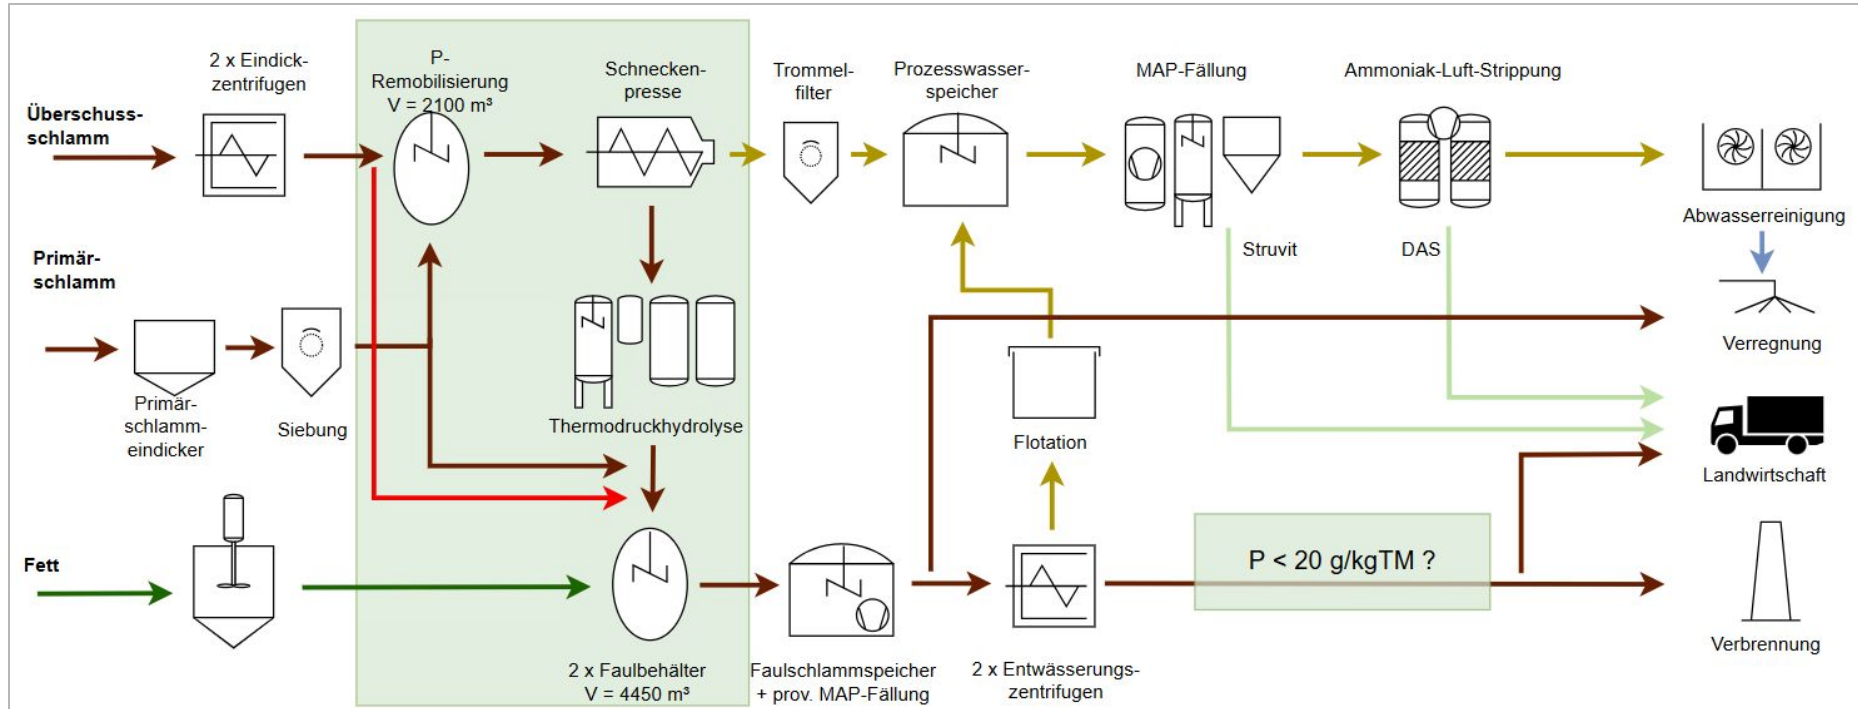 2 x Eindick-
zentrifugen
P-
Remobilisierung
V = 2100 m³
Schnecken-
presse
Trommel-
filter
Prozesswasser-
speicher
MAP-Fällung
Ammoniak-Luft-Strippung
Überschuss-
schlamm
Abwasserreinigung
Struvit
DAS
Primär-
schlamm
Verregnung
Primär-
schlamm-
eindicker
Siebung
Thermodruckhydrolyse
Flotation
Landwirtschaft
Fett
P < 20 g/kgTM ?
Verbrennung
2 x Faulbehälter
V = 4450 m³
Faulschlammspeicher
+ prov. MAP-Fällung
2 x Entwässerungs-
zentrifugen